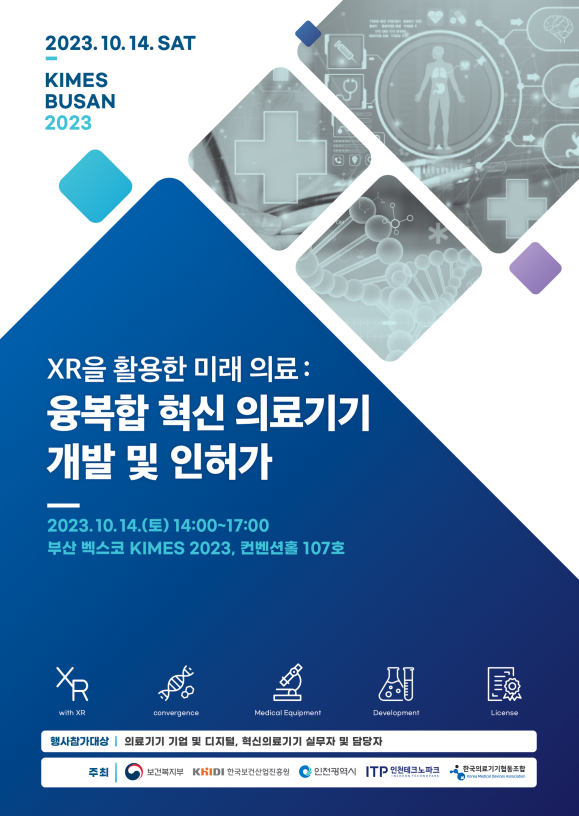 2023. 10. 14. SAT
KIMES
BUSAN
2023
XR을 활용한 미래 의료 :
융복합 혁신 의료기기
개발 및 인허가
2023. 10. 14.(토) 14:00~17:00
부산 벡스코 KIMES 2023, 컨벤션홀 107호
with XR
convergence
Medical Equipment
Development
License
행사참가대상 | 의료기기 기업 및 디지털, 혁신의료기기 실무자 및 담당자
주최 | 보건복지부 KHIDI 한국보건산업진흥원 인천광역시 ITP 인천테크노파크 한국의료기기협동조합
INCHEON TECHNOPARK Korea Medical Devices Association